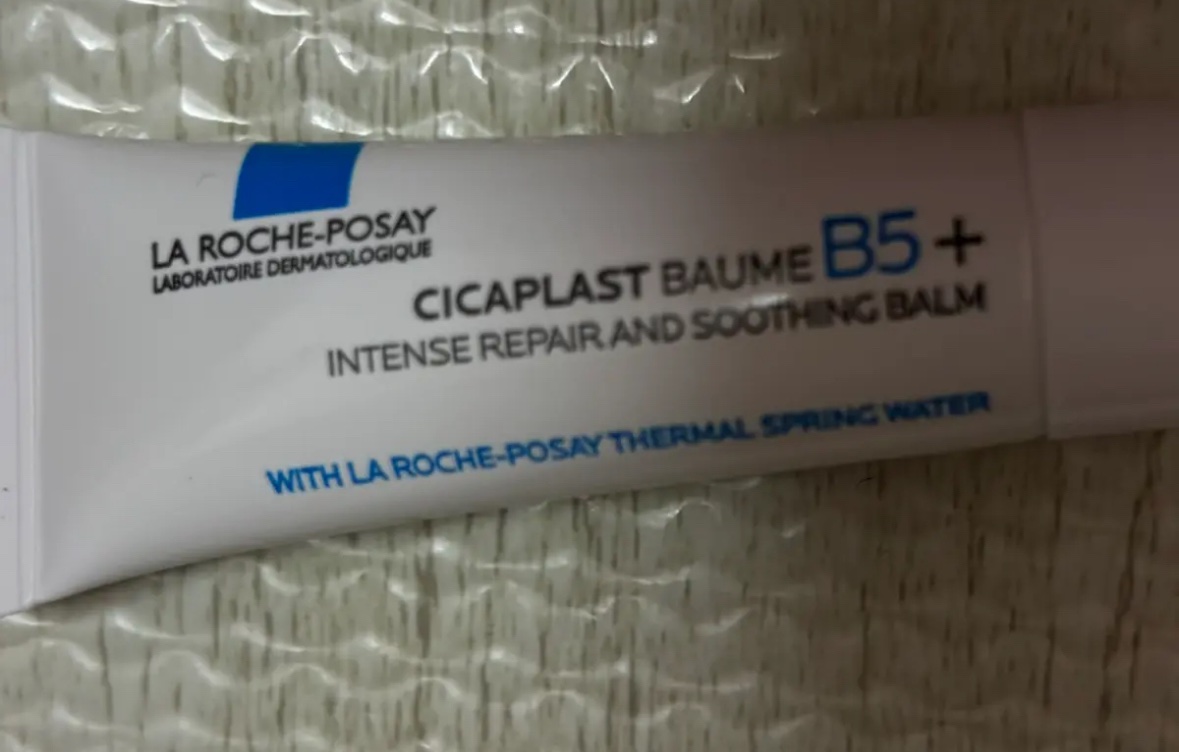 LA ROCHE-POSAY
LABORATOIRE DERMATOLOGIQUE
CICAPLAST BAUME B5+
INTENSE REPAIR AND SOOTHING BALM
WITH LA ROCHE-POSAY THERMAL SPRING WATER